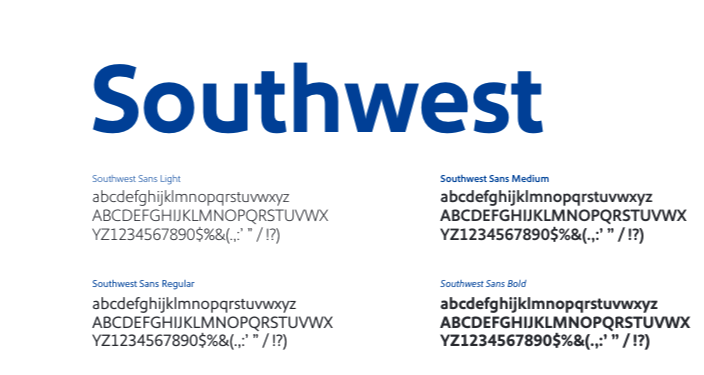 Southwest
Southwest Sans Light
abcdefghijklmnopqrstuvwxyz
ABCDEFGHIJKLMNOPQRSTUVWX
YZ1234567890$%&(.,:’ ” / !?)
Southwest Sans Medium
abcdefghijklmnopqrstuvwxyz
ABCDEFGHIJKLMNOPQRSTUVWX
YZ1234567890$%&(.,:’ ” / !?)
Southwest Sans Regular
abcdefghijklmnopqrstuvwxyz
ABCDEFGHIJKLMNOPQRSTUVWX
YZ1234567890$%&(.,:’ ” / !?)
Southwest Sans Bold
abcdefghijklmnopqrstuvwxyz
ABCDEFGHIJKLMNOPQRSTUVWX
YZ1234567890$%&(.,:’ ” / !?)